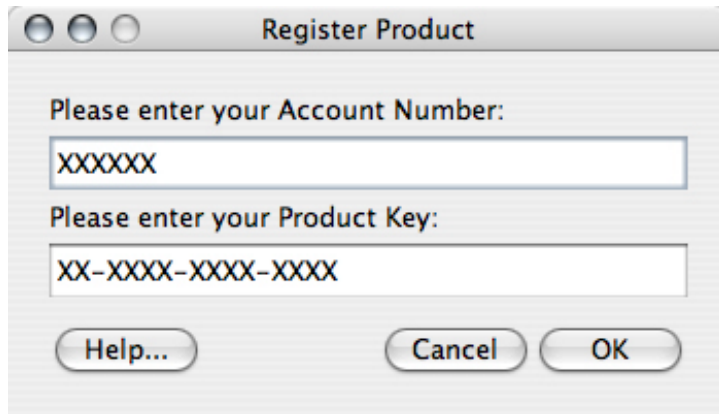 Register Product
Please enter your Account Number:
XXXXXX
Please enter your Product Key:
XX-XXXX-XXXX-XXXX
Help... Cancel OK